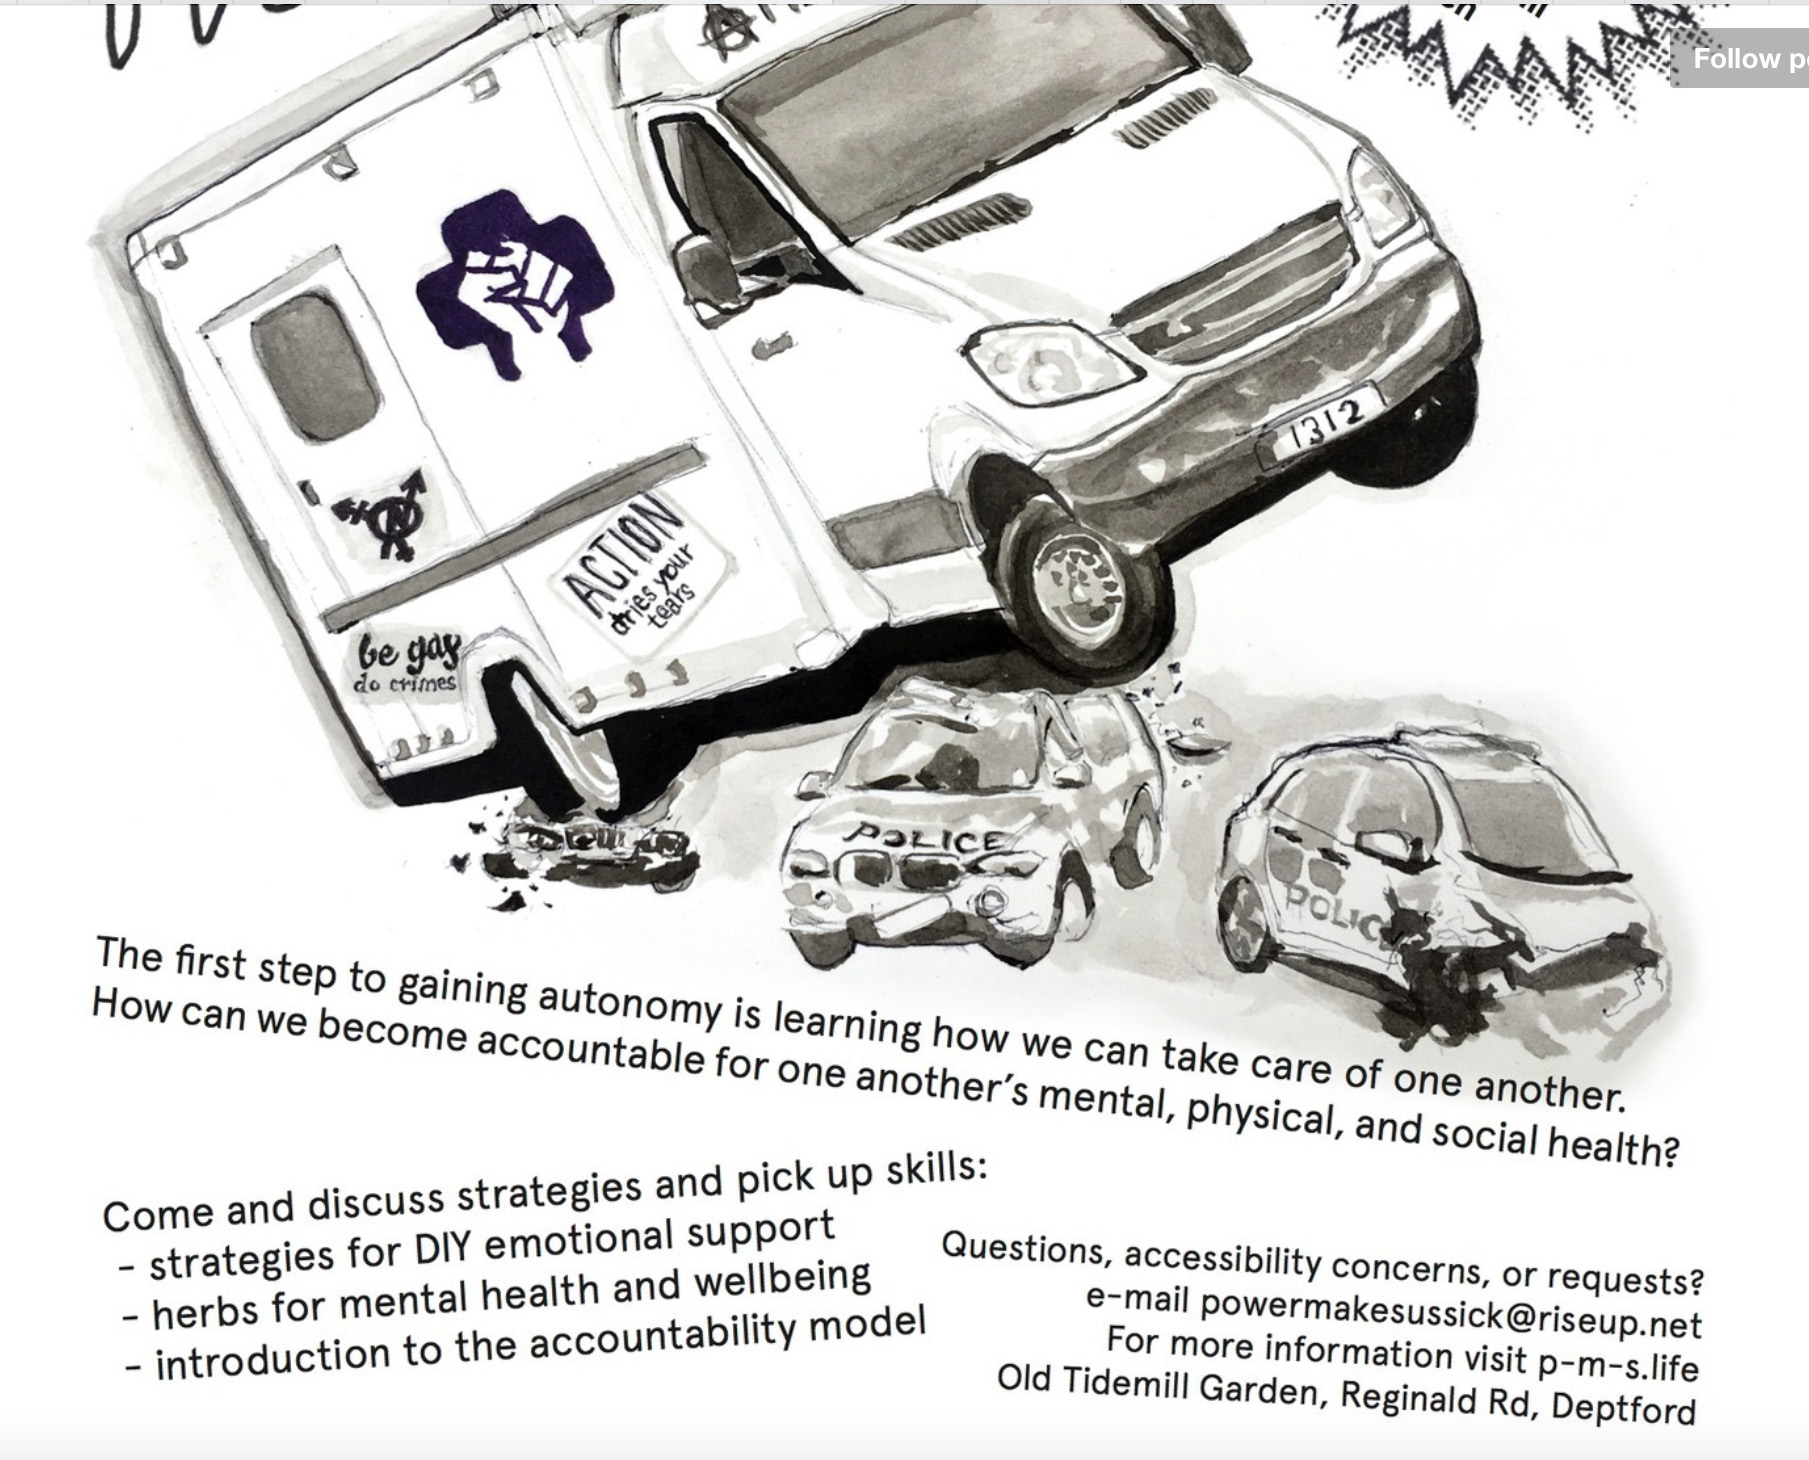 Follow
1312
ACTION
dries your
tears
be gay
do crimes
POLICE
The first step to gaining autonomy is learning how we can take care of one another.
How can we become accountable for one another's mental, physical, and social health?
Come and discuss strategies and pick up skills:
- strategies for DIY emotional support
- herbs for mental health and wellbeing
- introduction to the accountability model
Questions, accessibility concerns, or requests?
e-mail powermakesussick@riseup.net
For more information visit p-m-s.life
Old Tidemill Garden, Reginald Rd, Deptford